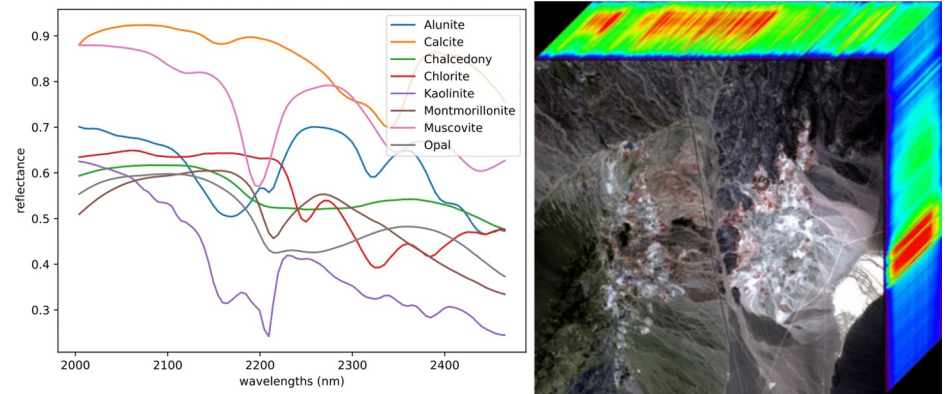 0.9
0.8
0.7
0.6
0.5
0.4
0.3
reflectance
2000
2100
2200
2300
2400
wavelengths (nm)
Alunite
Calcite
Chalcedony
Chlorite
Kaolinite
Montmorillonite
Muscovite
Opal